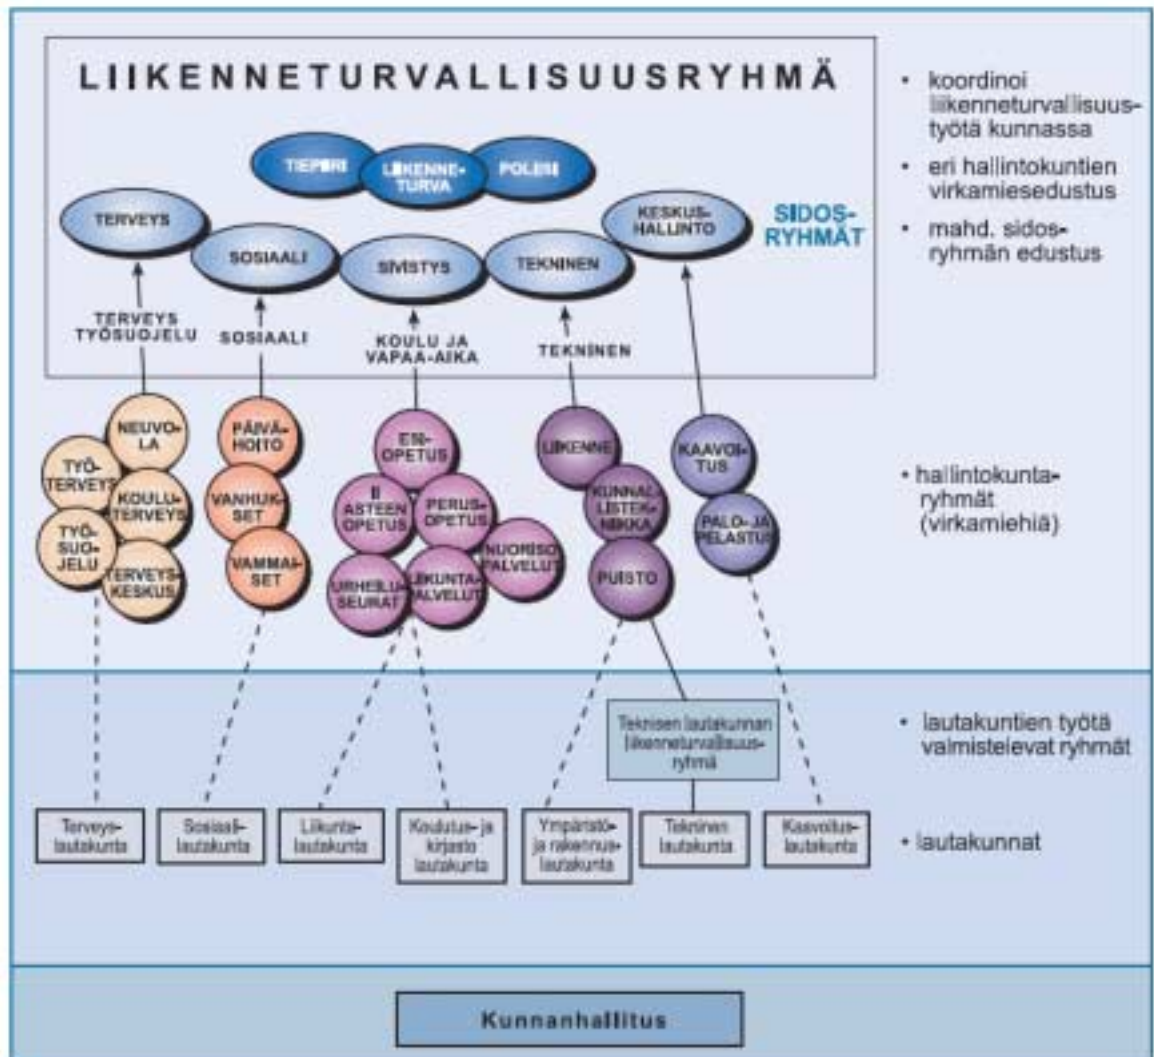 LIIKENNETURVALLISUUSRYHMÄ
TIEPIIRI
LIIKENNE-
TURVA
POLIISI
TERVEYS
SOSIAALI
SIVISTYS
TEKNINEN
KESKUS-
HALLINTO
SIDOS-
RYHMÄT
TERVEYS
TYÖSUOJELU
SOSIAALI
KOULU JA
VAPAA-AIKA
TEKNINEN
• koordinoi
liikenneturvallisuus-
työtä kunnassa
• eri hallintokuntien
virkamiesedustus
• mahd. sidos-
ryhmän edustus
NEUVO-
LA
TYÖ-
TERVEYS
KOULU-
TERVEYS
TYÖ-
SUO-
JELU
TERVEYS-
KESKUS
PÄIVÄ-
HOITO
VANHUK-
SET
VAMMAI-
SET
ESI-
OPETUS
II
ASTEEN
OPETUS
PERUS-
OPETUS
NUORISO
PALVELUT
URHEILU-
SEURAT
LIIKUNTA-
PALVELUT
LIIKENNE
KUNNAL-
LISTEK-
NIIKKA
PUISTO
KAAVOI-
TUS
PALO- JA
PELASTUS
• hallintokunta-
ryhmät
(virkamiehiä)
Teknisen lautakunnan
liikenneturvallisuus-
ryhmä
• lautakuntien työtä
valmistelevat ryhmät
Terveys-
lautakunta
Sosiaali-
lautakunta
Liikunta-
lautakunta
Koulutus- ja
kirjasto
lautakunta
Ympäristö-
ja rakennus-
lautakunta
Tekninen
lautakunta
Kaavoitus-
lautakunta
• lautakunnat
Kunnanhallitus